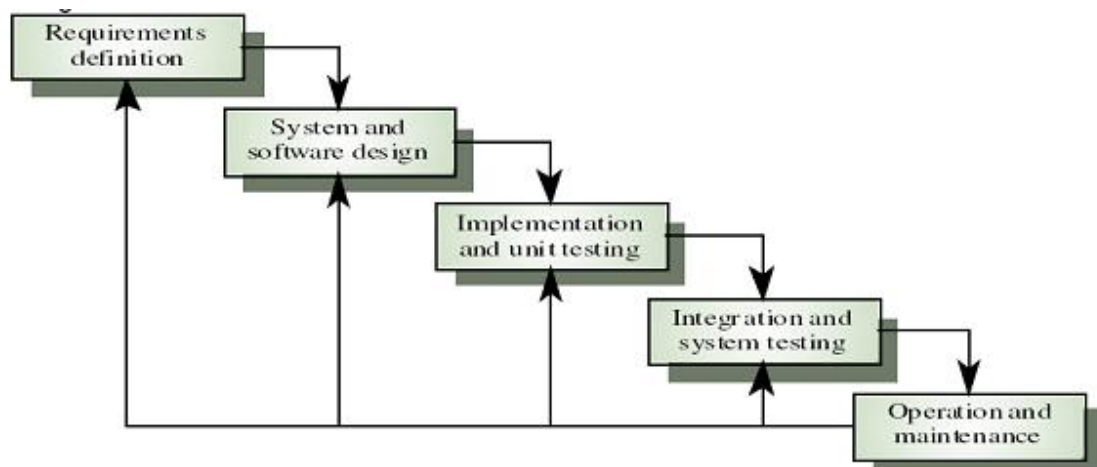 Requirements
definition
System and
software design
Implementation
and unit testing
Integration and
system testing
Operation and
maintenance